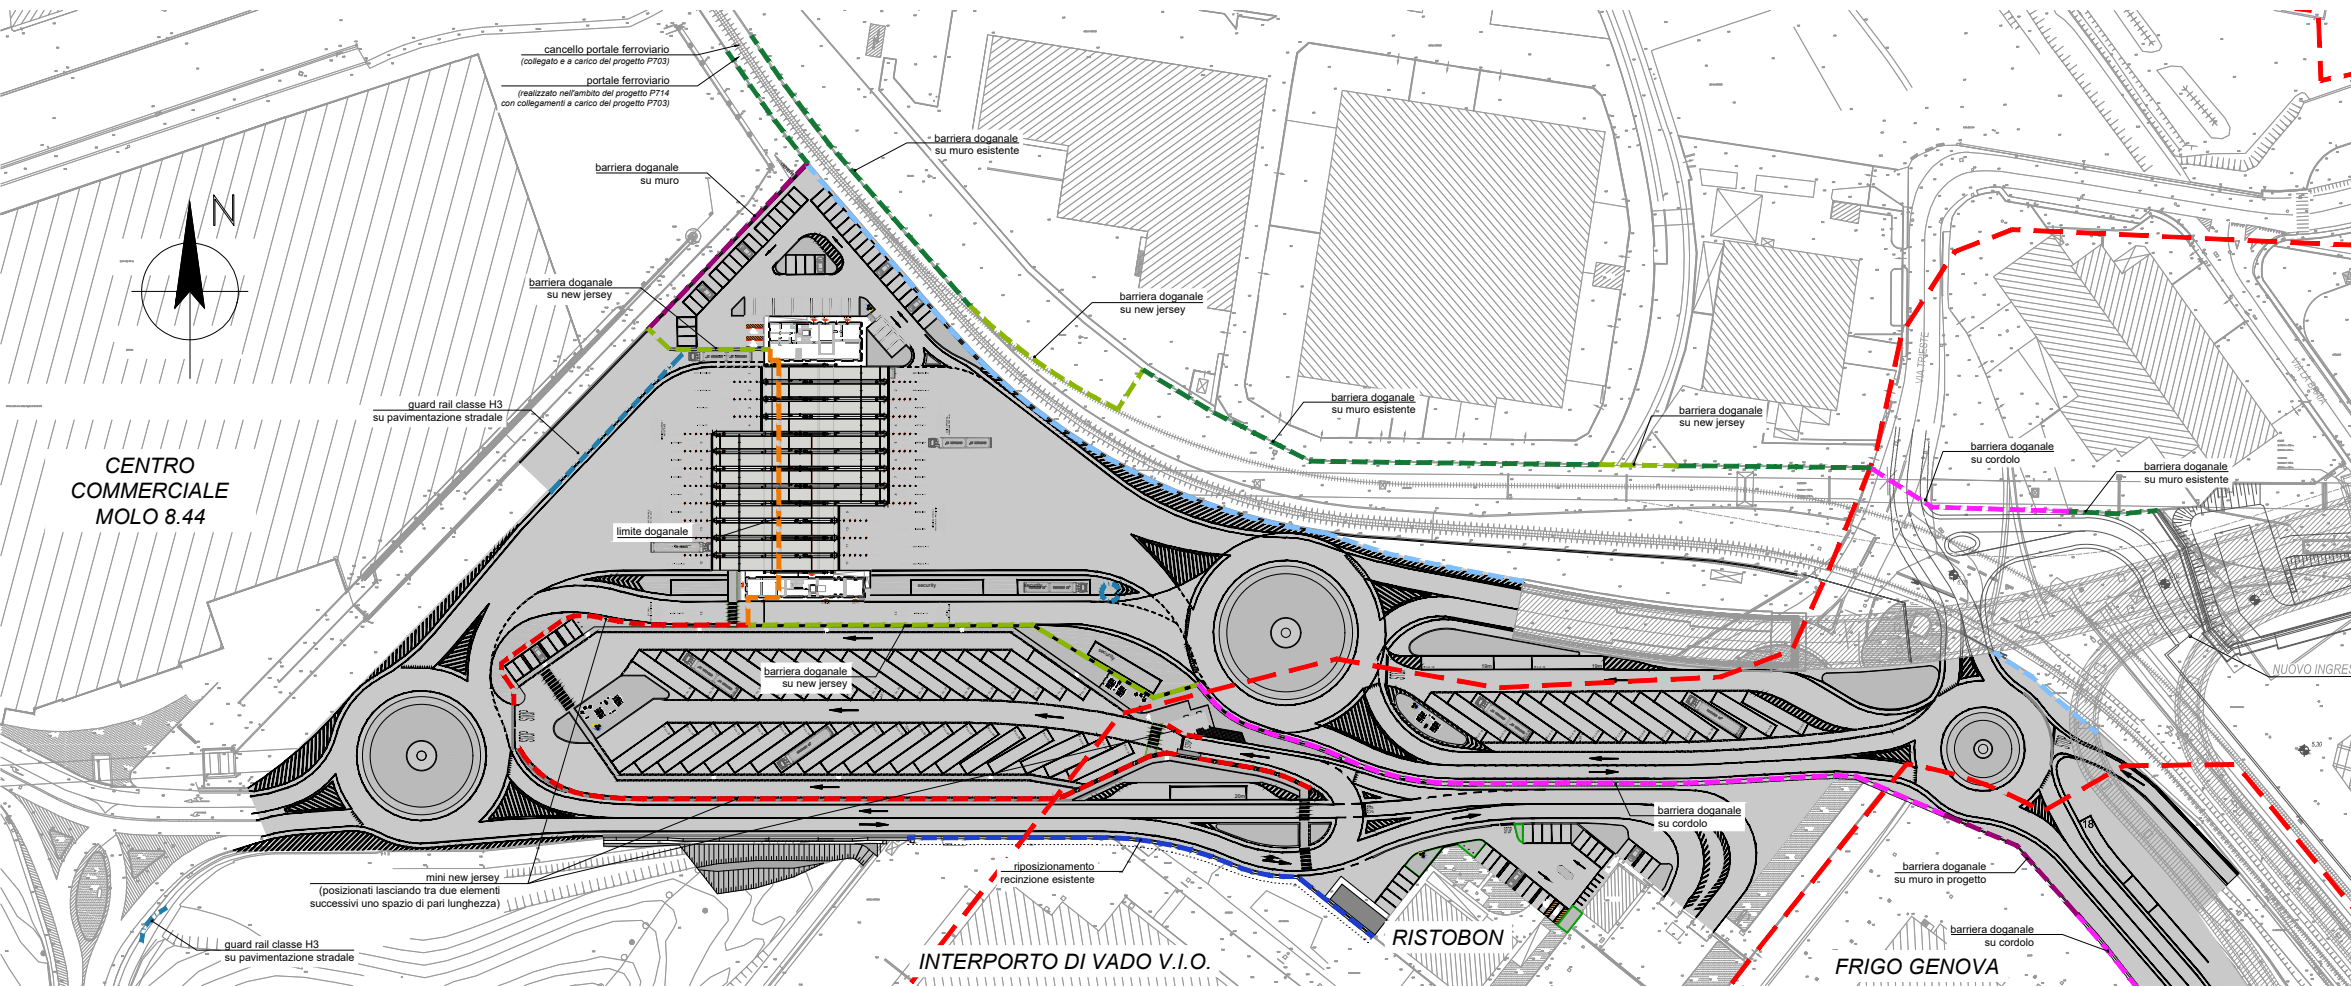 cancello portale ferroviario
(collegato e a carico del progetto P703)
portale ferroviario
(realizzato nell'ambito del progetto P714
con collegamenti a carico del progetto P703)
barriera doganale
su muro esistente
barriera doganale
su muro
N
barriera doganale
su new jersey
barriera doganale
su new jersey
guard rail classe H3
su pavimentazione stradale
barriera doganale
su muro esistente
barriera doganale
su new jersey
VIA TRIESTE
barriera doganale
su cordolo
barriera doganale
su muro esistente
CENTRO
COMMERCIALE
MOLO 8.44
limite doganale
security
barriera doganale
su new jersey
NUOVO INGRES
STOP
STOP
barriera doganale
su cordolo
18
mini new jersey
(posizionati lasciando tra due elementi
successivi uno spazio di pari lunghezza)
riposizionamento
recinzione esistente
barriera doganale
su muro in progetto
guard rail classe H3
su pavimentazione stradale
barriera doganale
su cordolo
INTERPORTO DI VADO V.I.O.
RISTOBON
FRIGO GENOVA